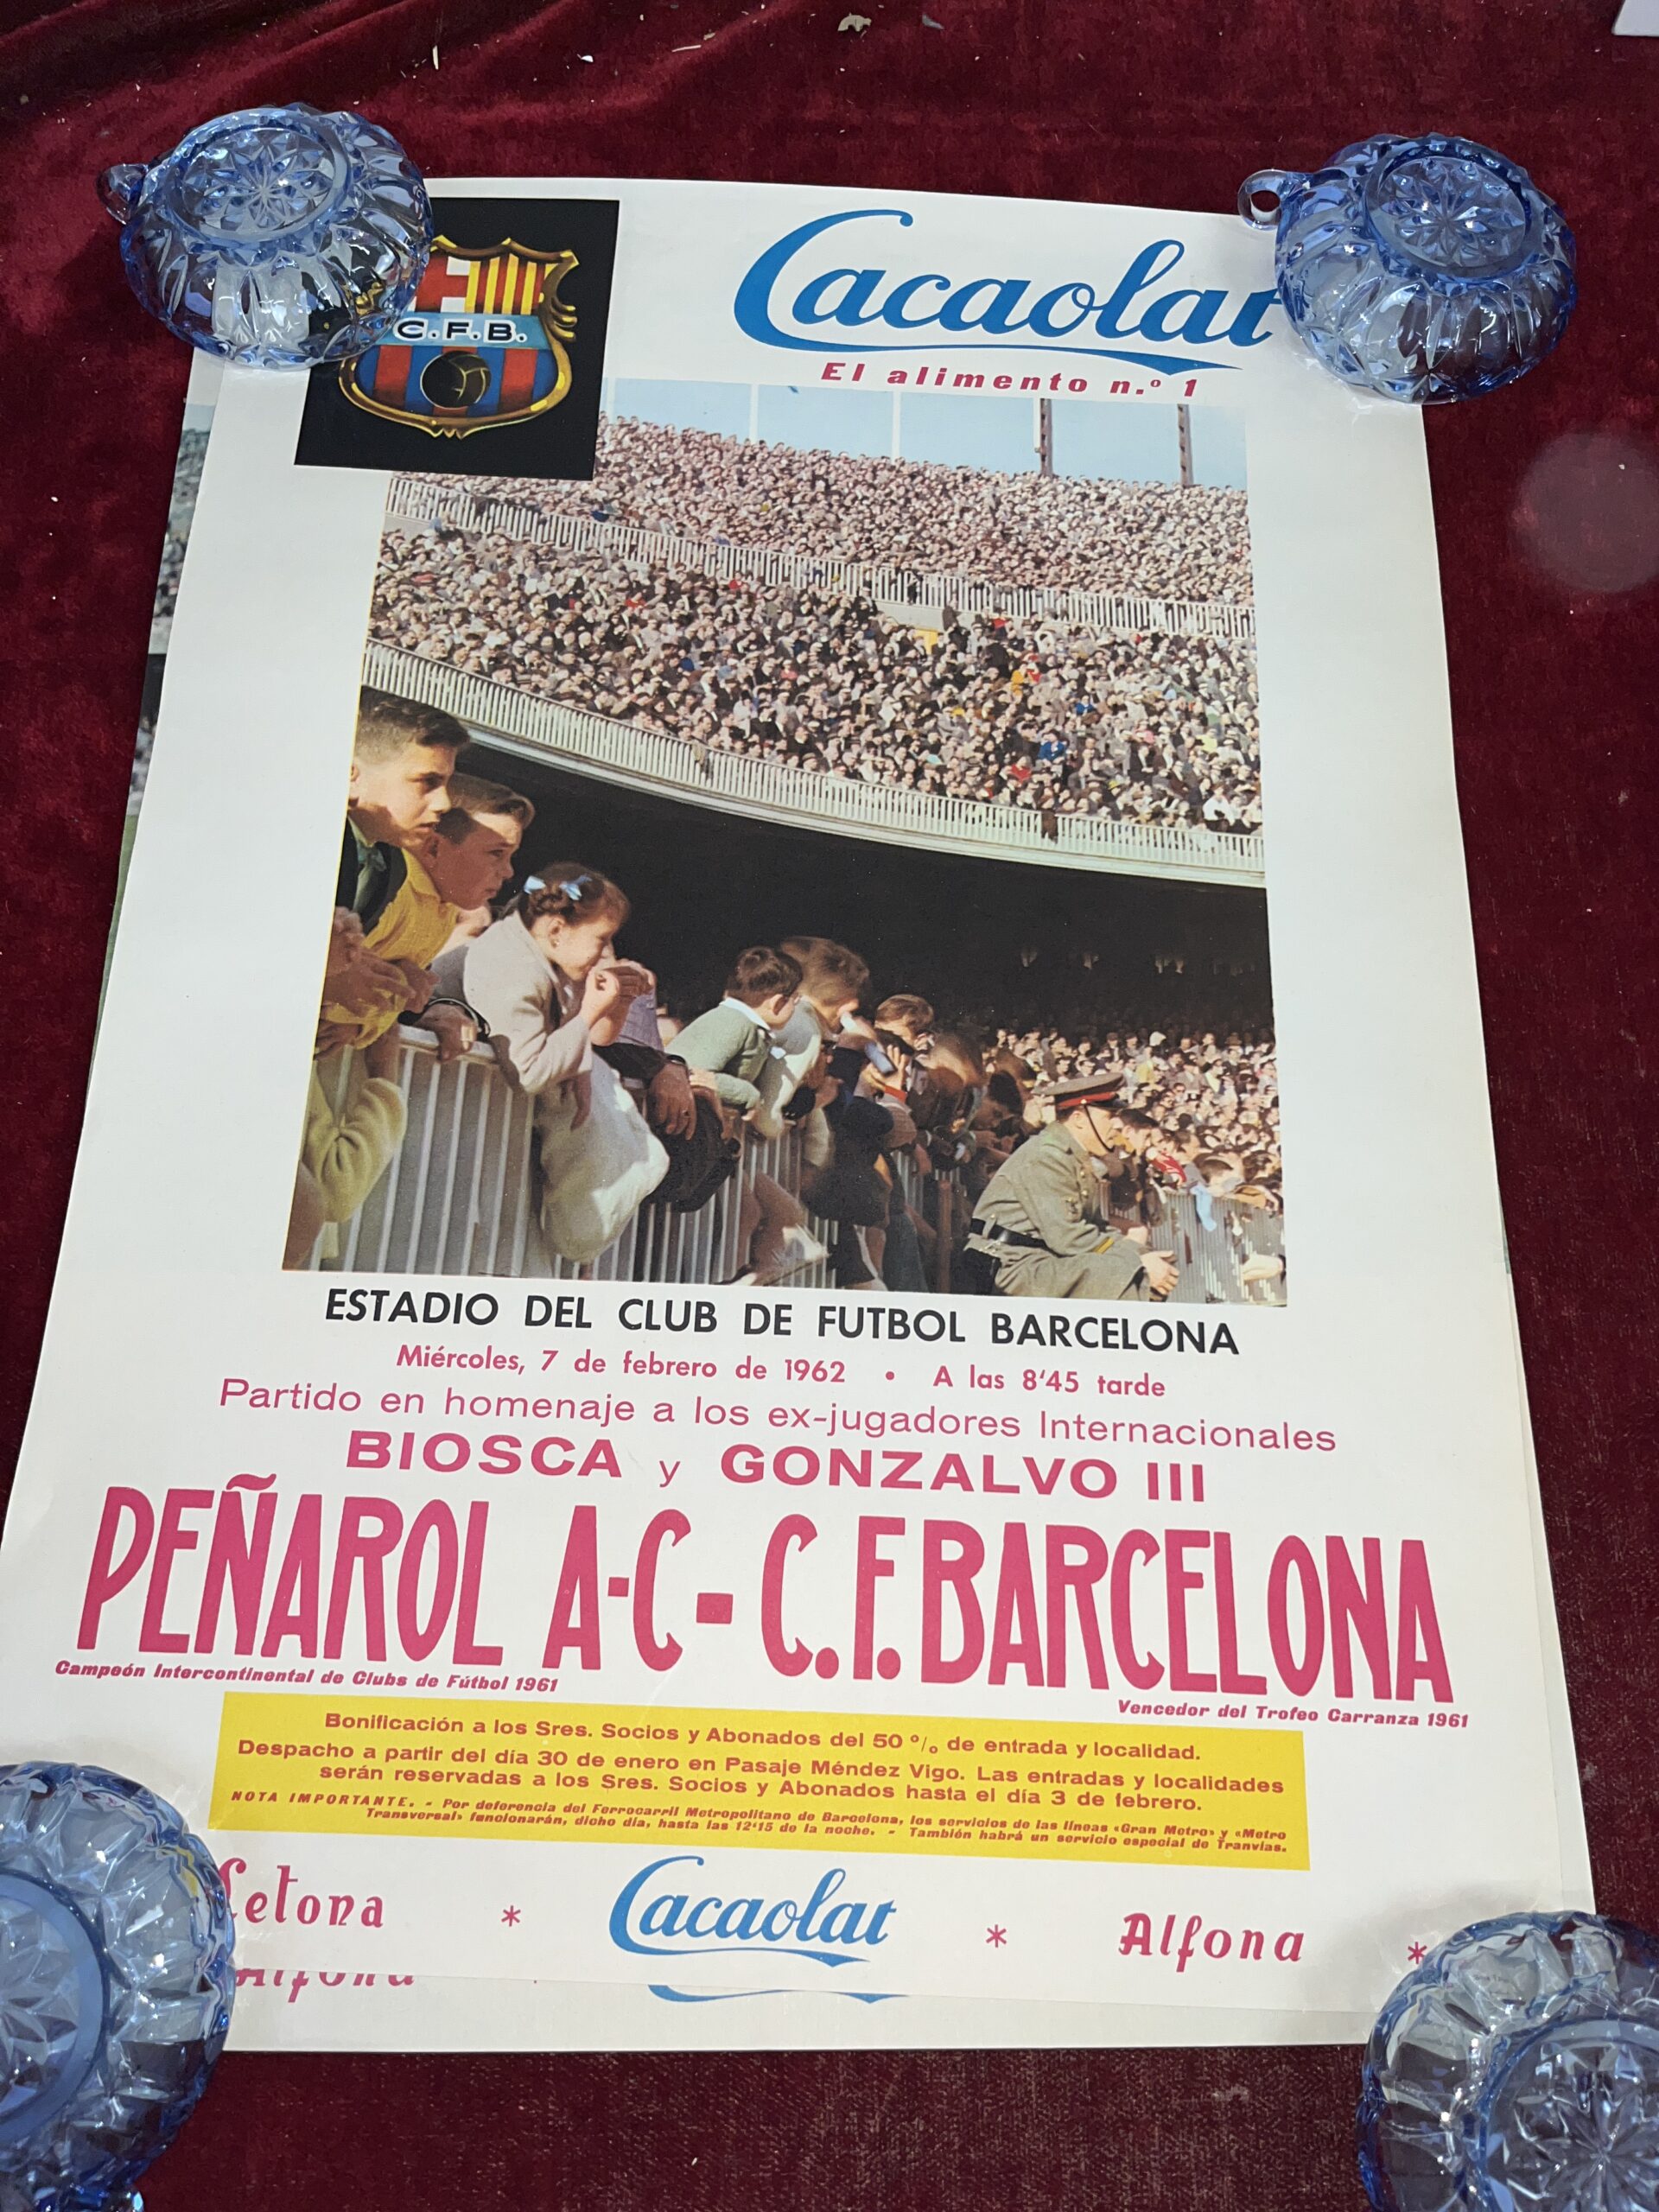 C.F.B.
Cacaolat
El alimento n.º 1
ESTADIO DEL CLUB DE FUTBOL BARCELONA
Miércoles, 7 de febrero de 1962 • A las 8'45 tarde
Partido en homenaje a los ex-jugadores Internacionales
BIOSCA y GONZALVO III
PEÑAROL A-C - C.F. BARCELONA
Campeón Intercontinental de Clubs de Fútbol 1961
Vencedor del Trofeo Carranza 1961
Bonificación a los Sres. Socios y Abonados del 50 % de entrada y localidad.
Despacho a partir del día 30 de enero en Pasaje Méndez Vigo. Las entradas y localidades
serán reservadas a los Sres. Socios y Abonados hasta el día 3 de febrero.
NOTA IMPORTANTE. - Por deferencia del Ferrocarril Metropolitano de Barcelona, los servicios de las líneas «Gran Metro» y «Metro
Transversal» funcionarán, dicho día, hasta las 12'15 de la noche. - También habrá un servicio especial de Tranvías.
Letona * Cacaolat * Alfona *
Alfona